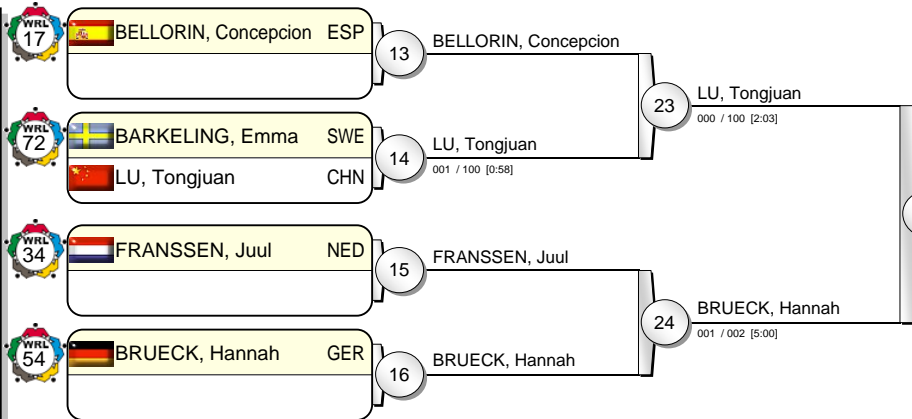 WRL
17
BELLORIN, Concepcion ESP
13
BELLORIN, Concepcion
23
LU, Tongjuan
000 / 100 [2:03]
WRL
72
BARKELING, Emma SWE
LU, Tongjuan CHN
14
LU, Tongjuan
001 / 100 [0:58]
WRL
34
FRANSSEN, Juul NED
15
FRANSSEN, Juul
24
BRUECK, Hannah
001 / 002 [5:00]
WRL
54
BRUECK, Hannah GER
16
BRUECK, Hannah